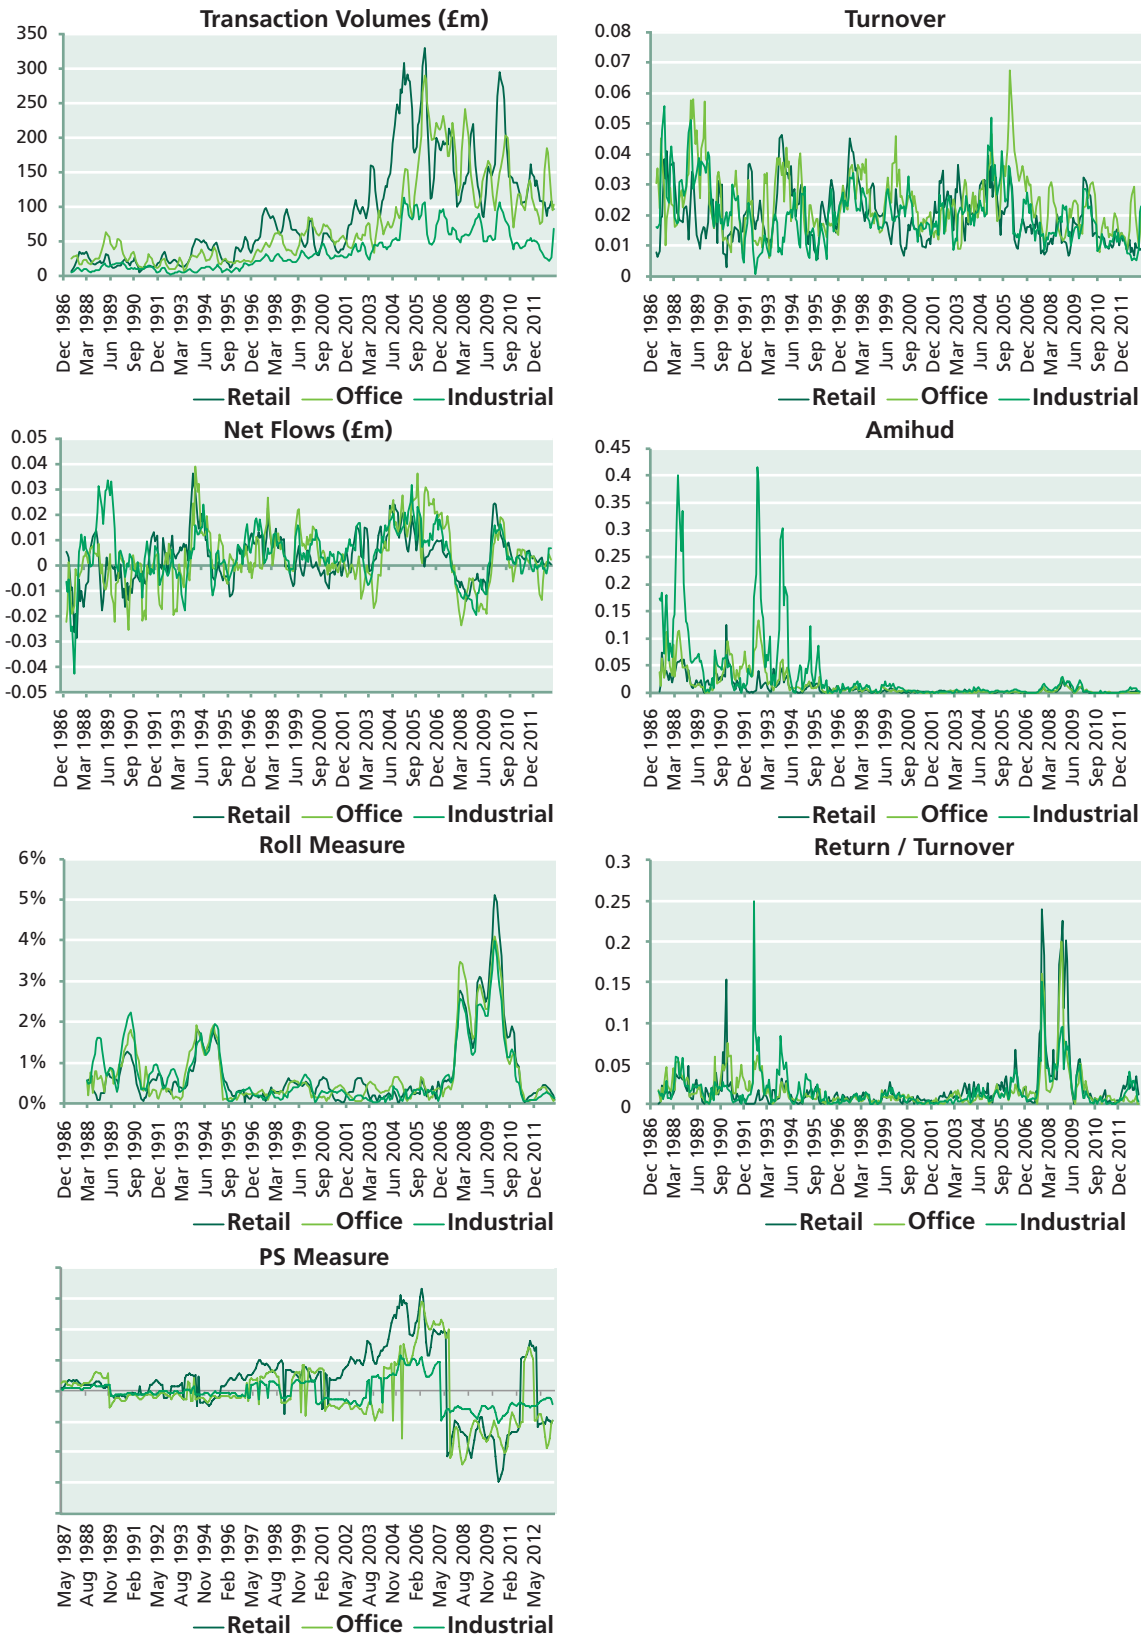 Transaction Volumes (£m)
350
300
250
200
150
100
50
0
Dec 1986
Mar 1988
Jun 1989
Sep 1990
Dec 1991
Mar 1993
Jun 1994
Sep 1995
Dec 1996
Mar 1998
Jun 1999
Sep 2000
Dec 2001
Mar 2003
Jun 2004
Sep 2005
Dec 2006
Mar 2008
Jun 2009
Sep 2010
Dec 2011
Retail Office Industrial
Turnover
0.08
0.07
0.06
0.05
0.04
0.03
0.02
0.01
0
Dec 1986
Mar 1988
Jun 1989
Sep 1990
Dec 1991
Mar 1993
Jun 1994
Sep 1995
Dec 1996
Mar 1998
Jun 1999
Sep 2000
Dec 2001
Mar 2003
Jun 2004
Sep 2005
Dec 2006
Mar 2008
Jun 2009
Sep 2010
Dec 2011
Retail Office Industrial
Net Flows (£m)
0.05
0.04
0.03
0.02
0.01
0
-0.01
-0.02
-0.03
-0.04
-0.05
Dec 1986
Mar 1988
Jun 1989
Sep 1990
Dec 1991
Mar 1993
Jun 1994
Sep 1995
Dec 1996
Mar 1998
Jun 1999
Sep 2000
Dec 2001
Mar 2003
Jun 2004
Sep 2005
Dec 2006
Mar 2008
Jun 2009
Sep 2010
Dec 2011
Retail Office Industrial
Amihud
0.45
0.4
0.35
0.3
0.25
0.2
0.15
0.1
0.05
0
Dec 1986
Mar 1988
Jun 1989
Sep 1990
Dec 1991
Mar 1993
Jun 1994
Sep 1995
Dec 1996
Mar 1998
Jun 1999
Sep 2000
Dec 2001
Mar 2003
Jun 2004
Sep 2005
Dec 2006
Mar 2008
Jun 2009
Sep 2010
Dec 2011
Retail Office Industrial
Roll Measure
6%
5%
4%
3%
2%
1%
0%
Dec 1986
Mar 1988
Jun 1989
Sep 1990
Dec 1991
Mar 1993
Jun 1994
Sep 1995
Dec 1996
Mar 1998
Jun 1999
Sep 2000
Dec 2001
Mar 2003
Jun 2004
Sep 2005
Dec 2006
Mar 2008
Jun 2009
Sep 2010
Dec 2011
Retail Office Industrial
Return / Turnover
0.3
0.25
0.2
0.15
0.1
0.05
0
Dec 1986
Mar 1988
Jun 1989
Sep 1990
Dec 1991
Mar 1993
Jun 1994
Sep 1995
Dec 1996
Mar 1998
Jun 1999
Sep 2000
Dec 2001
Mar 2003
Jun 2004
Sep 2005
Dec 2006
Mar 2008
Jun 2009
Sep 2010
Dec 2011
Retail Office Industrial
PS Measure
May 1987
Aug 1988
Nov 1989
Feb 1991
May 1992
Aug 1993
Nov 1994
Feb 1996
May 1997
Aug 1998
Nov 1999
Feb 2001
May 2002
Aug 2003
Nov 2004
Feb 2006
May 2007
Aug 2008
Nov 2009
Feb 2011
May 2012
Retail Office Industrial